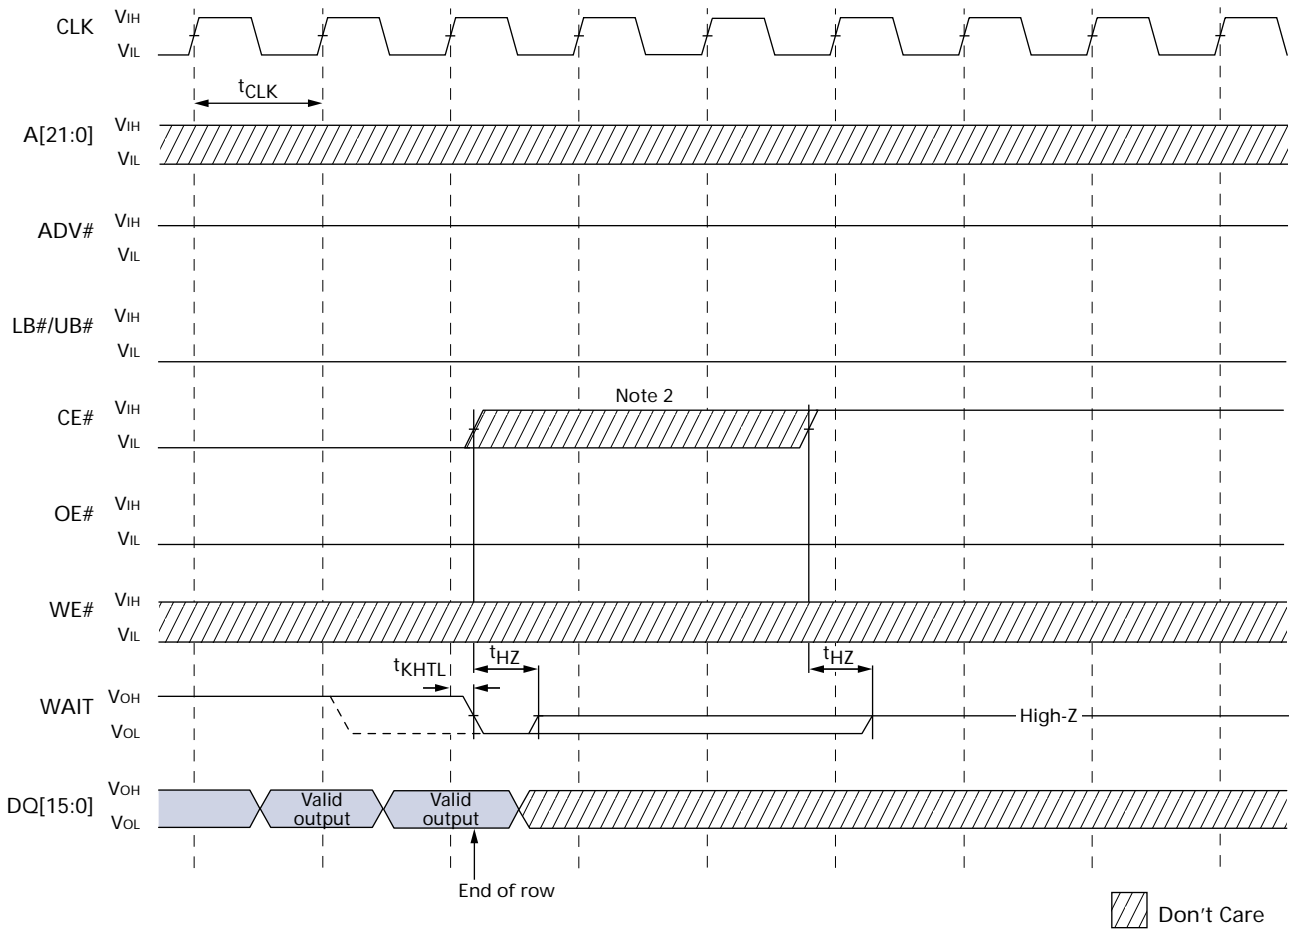 CLK VIH
VIL
tCLK
A[21:0] VIH
VIL
ADV# VIH
VIL
LB#/UB# VIH
VIL
CE# VIH
VIL
Note 2
OE# VIH
VIL
WE# VIH
VIL
tKHTL
tHZ
tHZ
WAIT VOH
VOL
High-Z
DQ[15:0] VOH
VOL
Valid
output
Valid
output
End of row
Don't Care